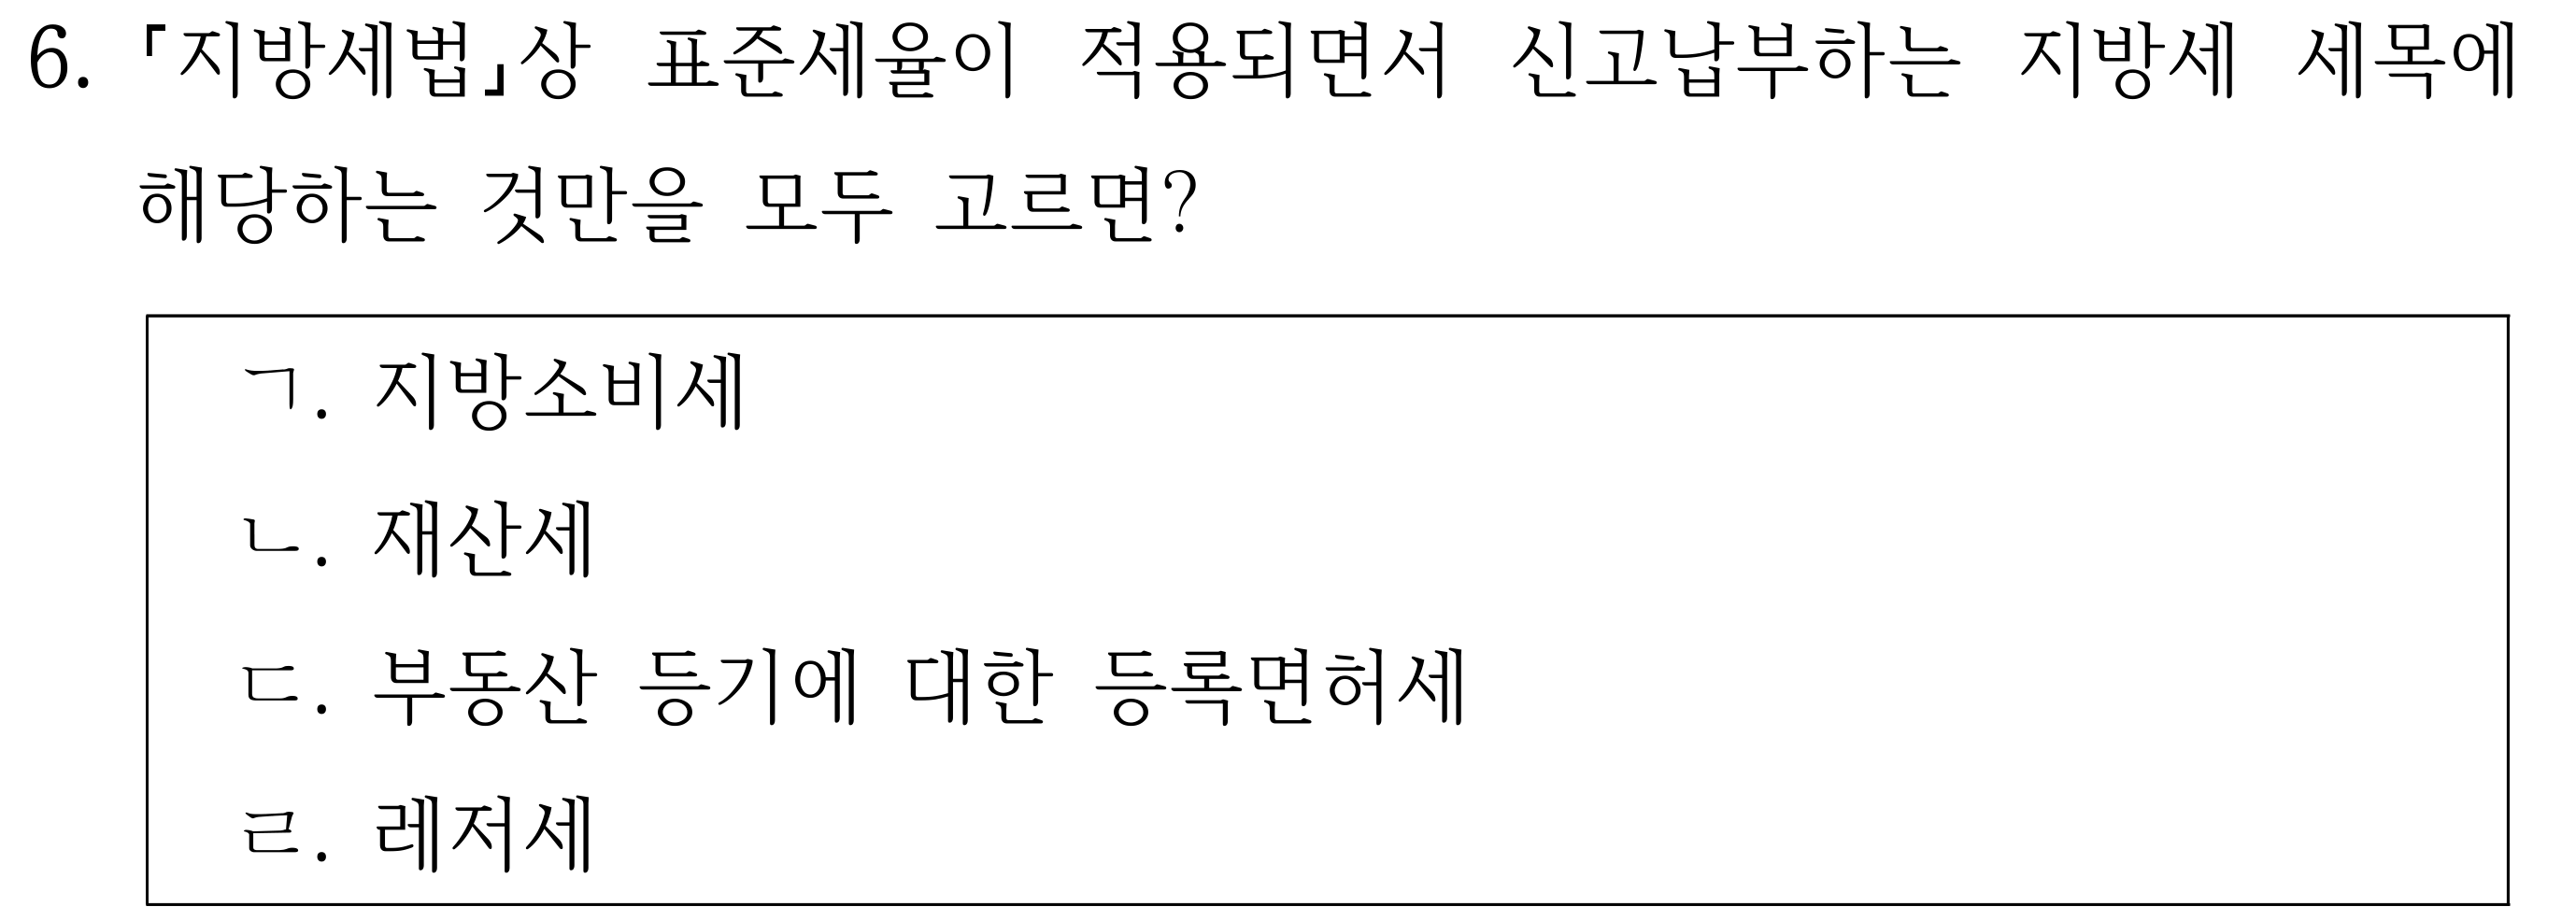 6. 「지방세법」상 표준세율이 적용되면서 신고납부하는 지방세 세목에
해당하는 것만을 모두 고르면?
ㄱ. 지방소비세
ㄴ. 재산세
ㄷ. 부동산 등기에 대한 등록면허세
ㄹ. 레저세